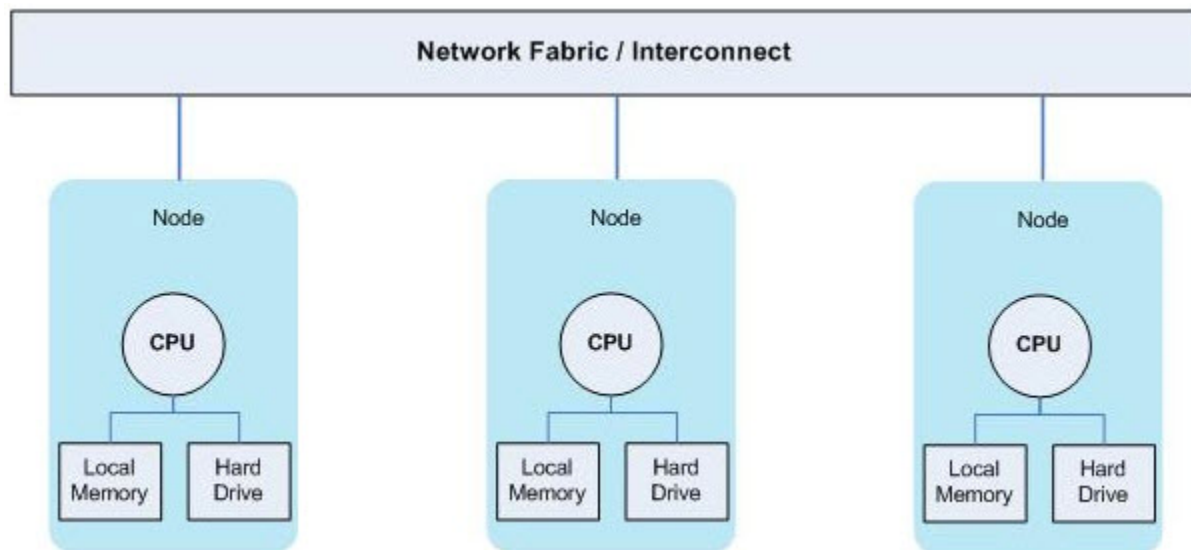 Network Fabric / Interconnect
Node
CPU
Local
Memory
Hard
Drive
Node
CPU
Local
Memory
Hard
Drive
Node
CPU
Local
Memory
Hard
Drive